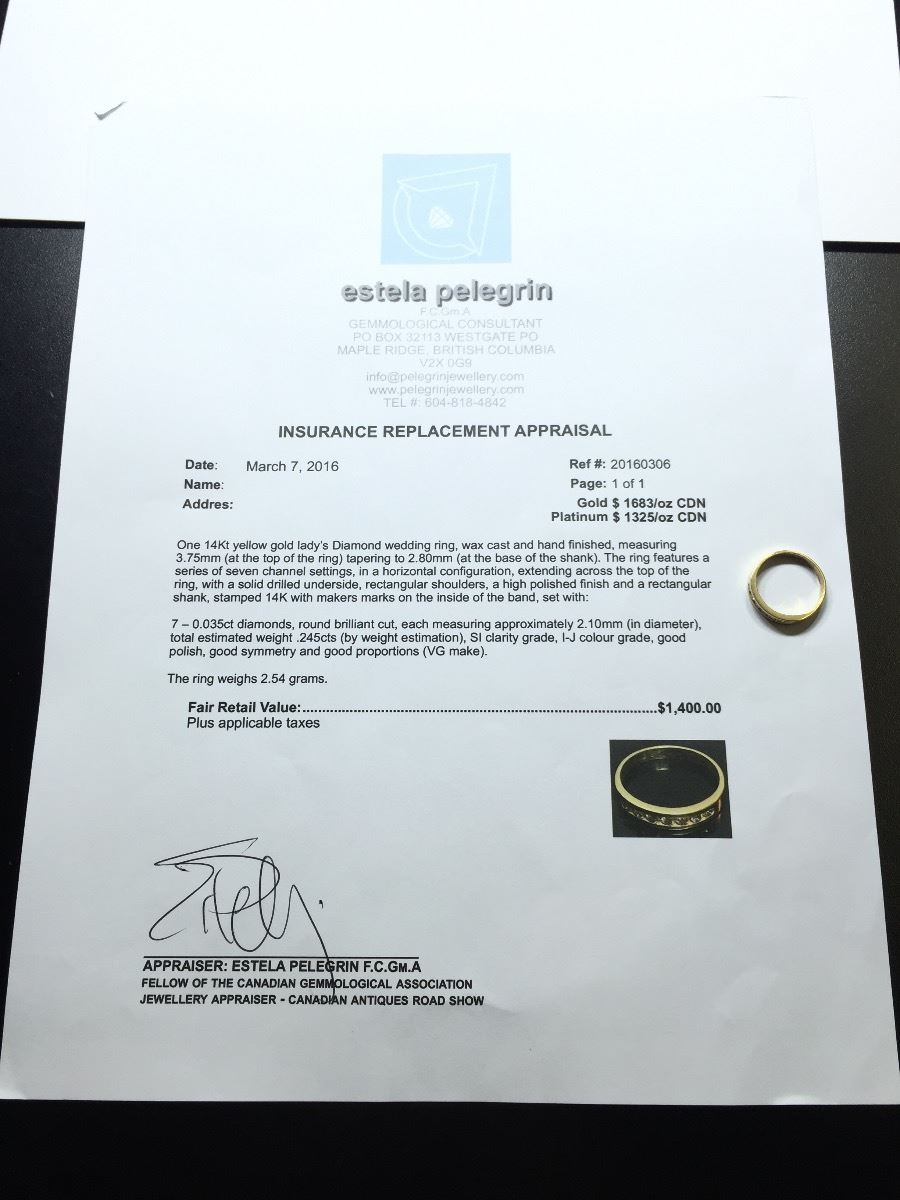 estela pelegrin
F.C.Gm.A
GEMMOLOGICAL CONSULTANT
PO BOX 32113 WESTGATE PO
MAPLE RIDGE, BRITISH COLUMBIA
V2X 0G9
info@pelegrinjewellery.com
www.pelegrinjewellery.com
TEL #: 604-818-4842
INSURANCE REPLACEMENT APPRAISAL
Date: March 7, 2016
Name:
Addres:
Ref #: 20160306
Page: 1 of 1
Gold $ 1683/oz CDN
Platinum $ 1325/oz CDN
One 14Kt yellow gold lady's Diamond wedding ring, wax cast and hand finished, measuring
3.75mm (at the top of the ring) tapering to 2.80mm (at the base of the shank). The ring features a
series of seven channel settings, in a horizontal configuration, extending across the top of the
ring, with a solid drilled underside, rectangular shoulders, a high polished finish and a rectangular
shank, stamped 14K with makers marks on the inside of the band, set with:
7 – 0.035ct diamonds, round brilliant cut, each measuring approximately 2.10mm (in diameter),
total estimated weight .245cts (by weight estimation), SI clarity grade, I-J colour grade, good
polish, good symmetry and good proportions (VG make).
The ring weighs 2.54 grams.
Fair Retail Value:..........................................................................................$1,400.00
Plus applicable taxes
APPRAISER: ESTELA PELEGRIN F.C.GM.A
FELLOW OF THE CANADIAN GEMMOLOGICAL ASSOCIATION
JEWELLERY APPRAISER - CANADIAN ANTIQUES ROAD SHOW